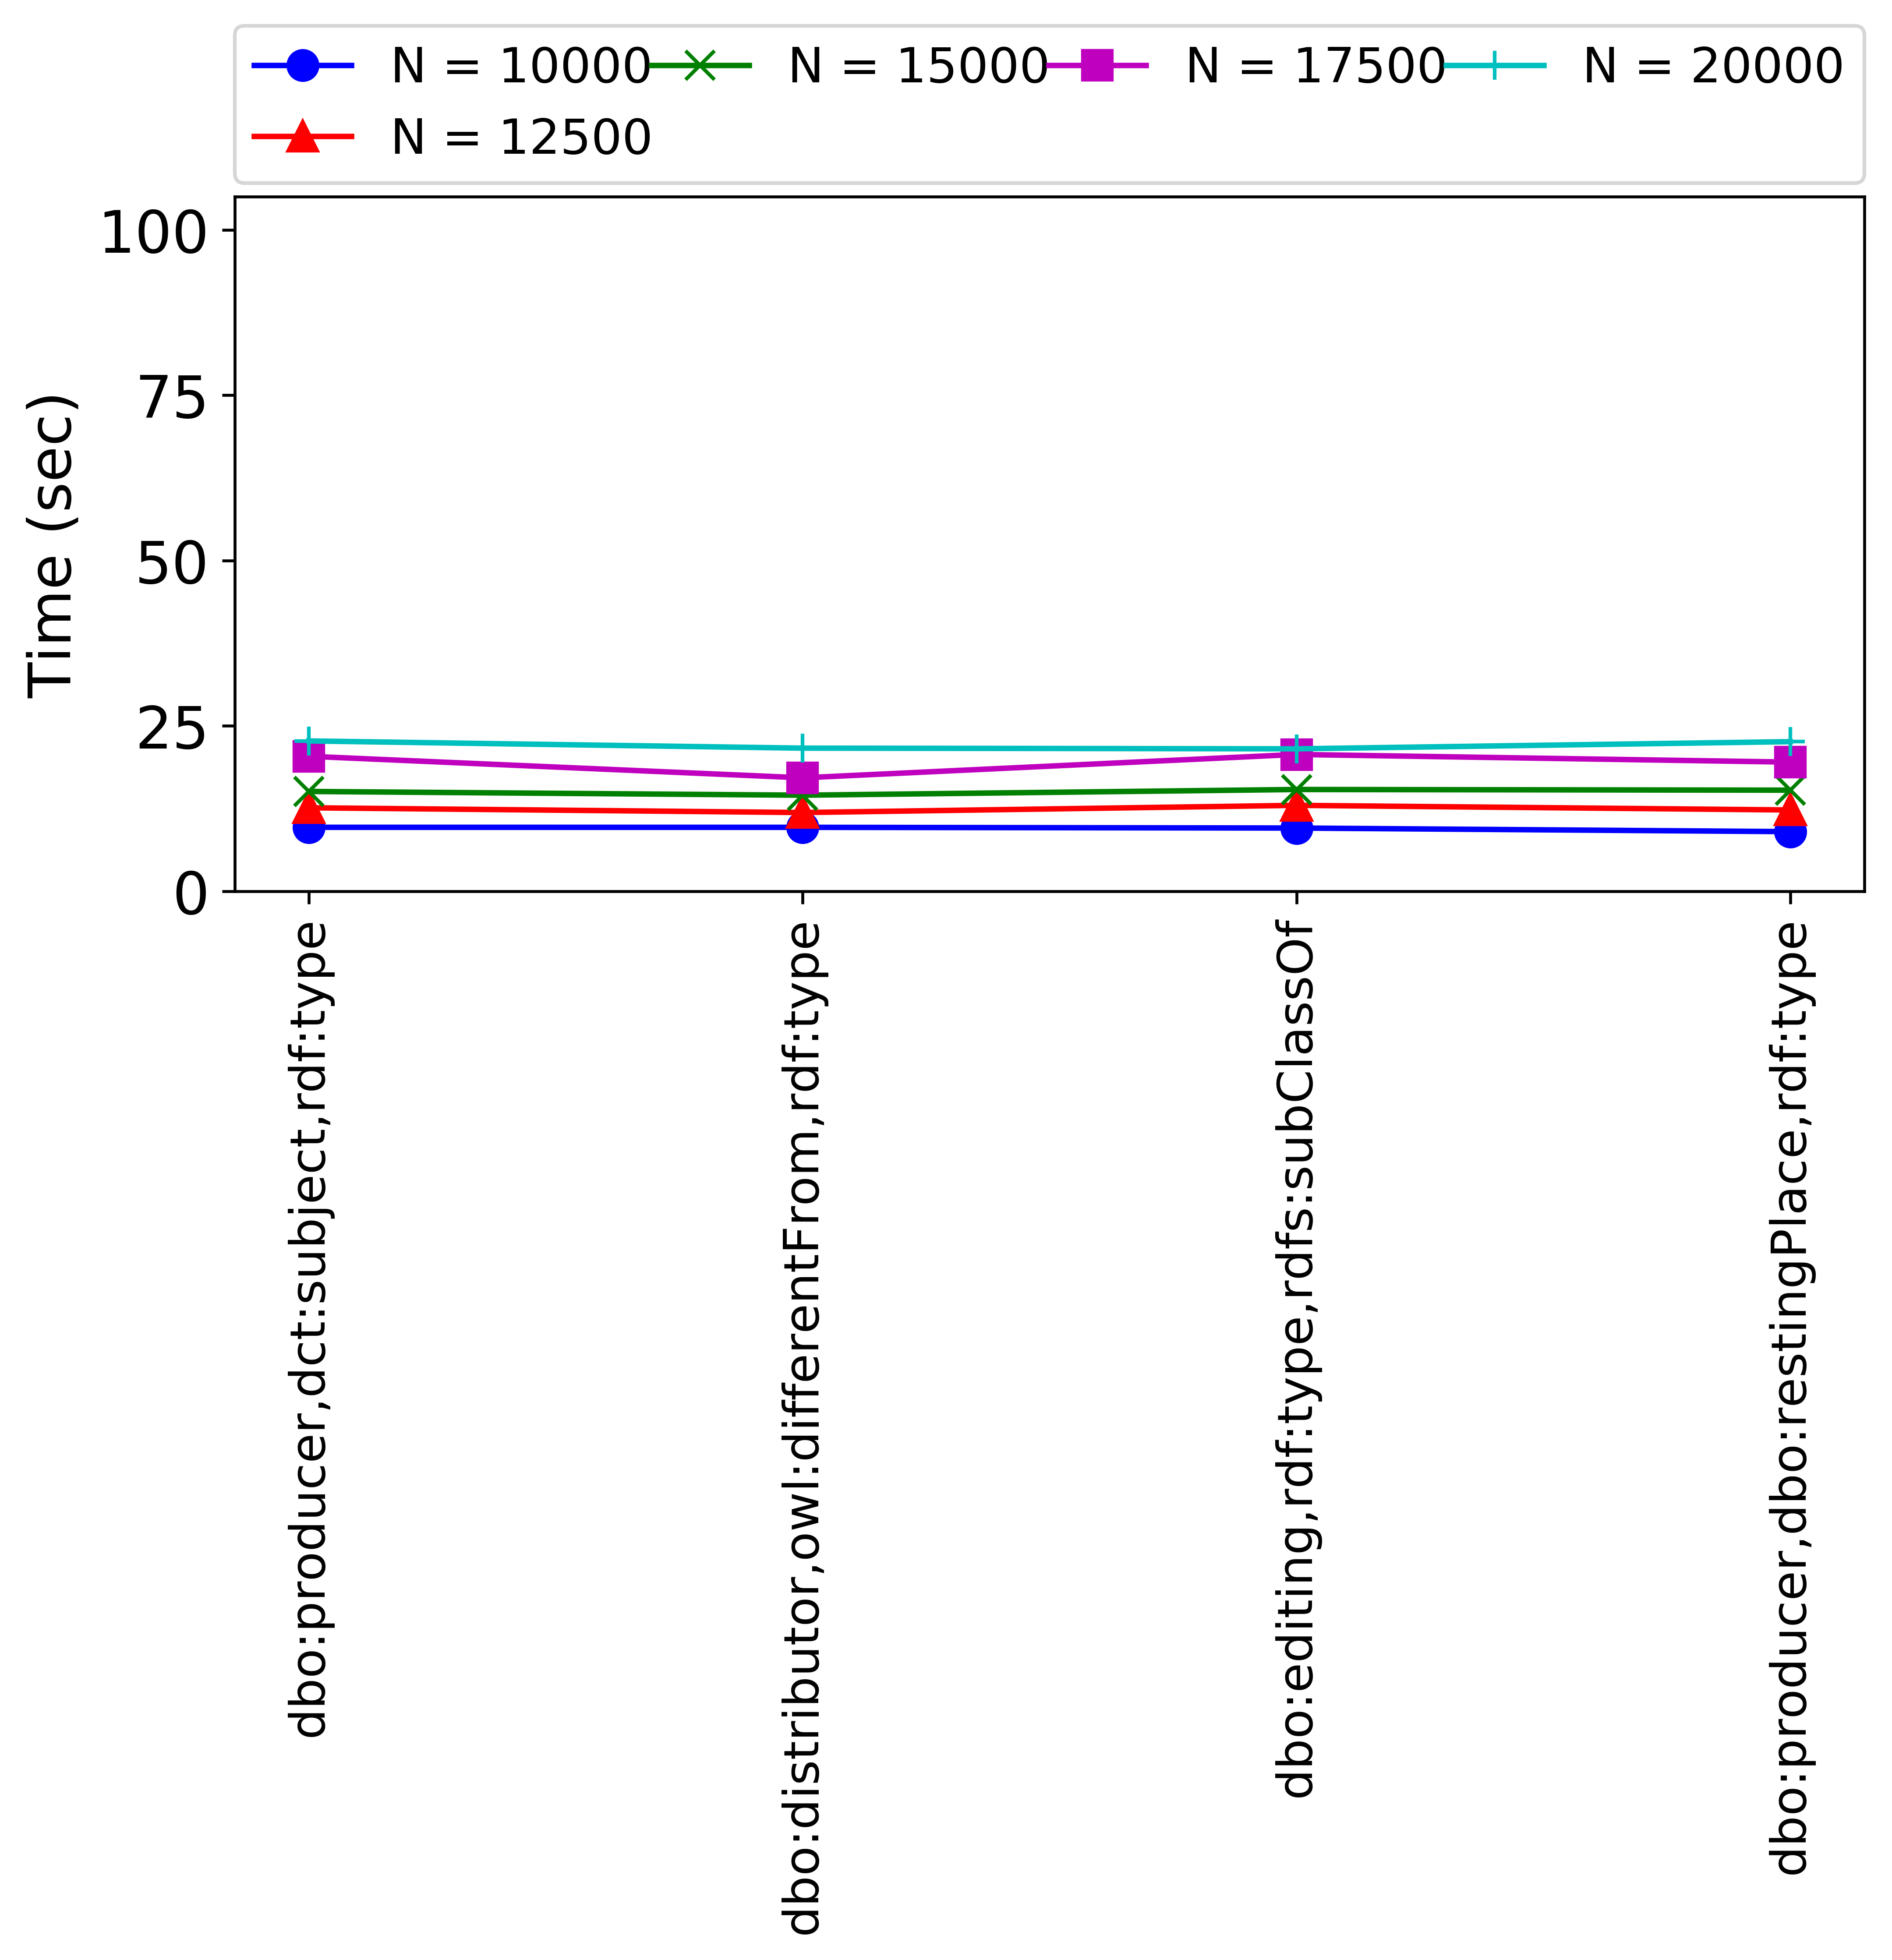 N = 10000 N = 15000 N = 17500 N = 20000
N = 12500
Time (sec)
100
75
50
25
0
dbo:producer,dct:subject,rdf:type
dbo:distributor,owl:differentFrom,rdf:type
dbo:editing,rdf:type,rdfs:subClassOf
dbo:producer,dbo:restingPlace,rdf:type